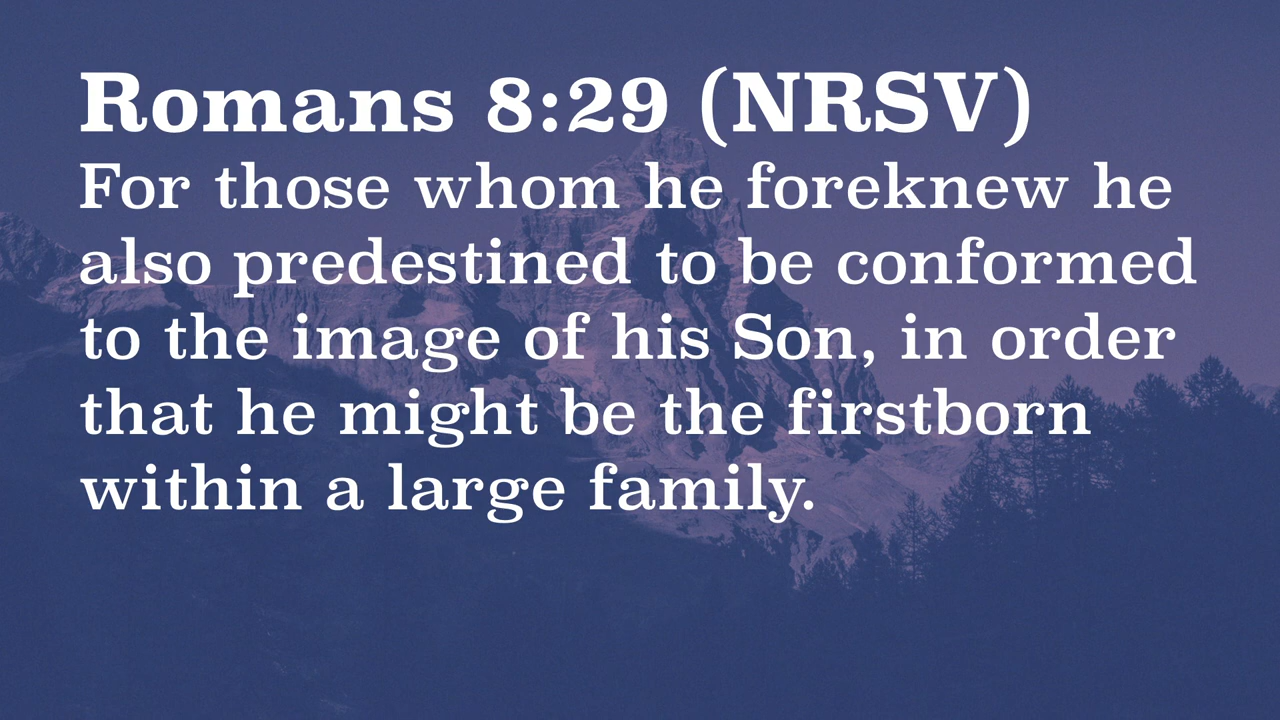 Romans 8:29 (NRSV)
For those whom he foreknew he
also predestined to be conformed
to the image of his Son, in order
that he might be the firstborn
within a large family.